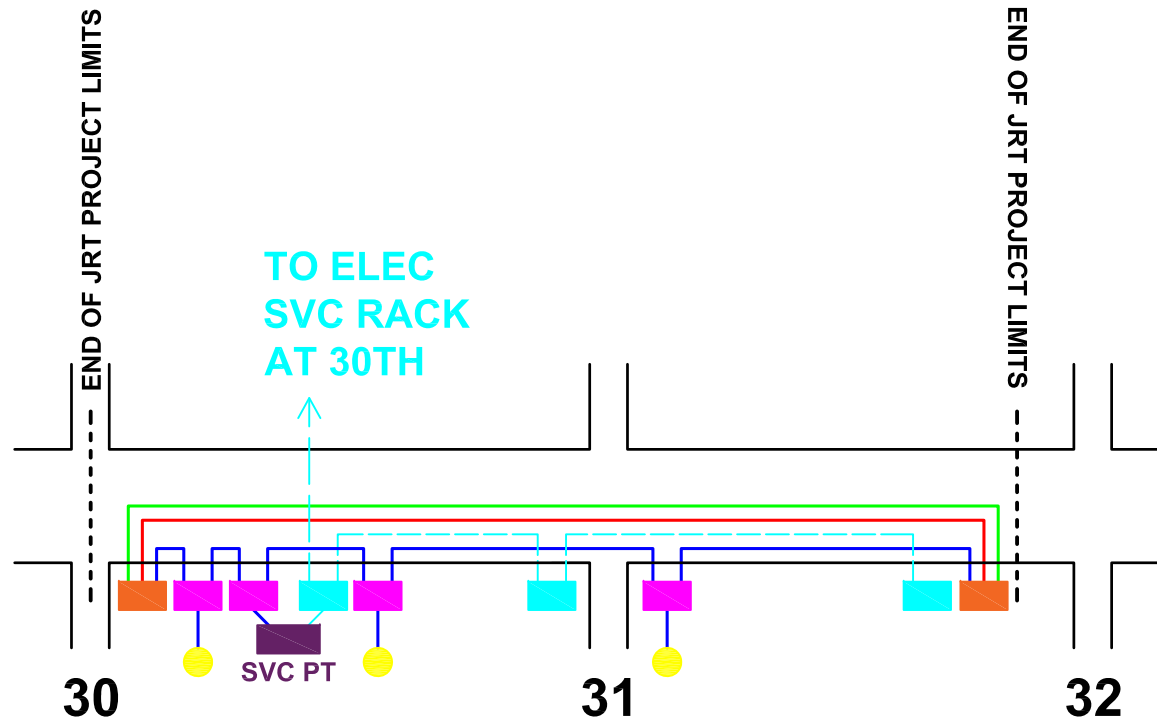 END OF JRT PROJECT LIMITS
END OF JRT PROJECT LIMITS
TO ELEC
SVC RACK
AT 30TH
SVC PT
30
31
32